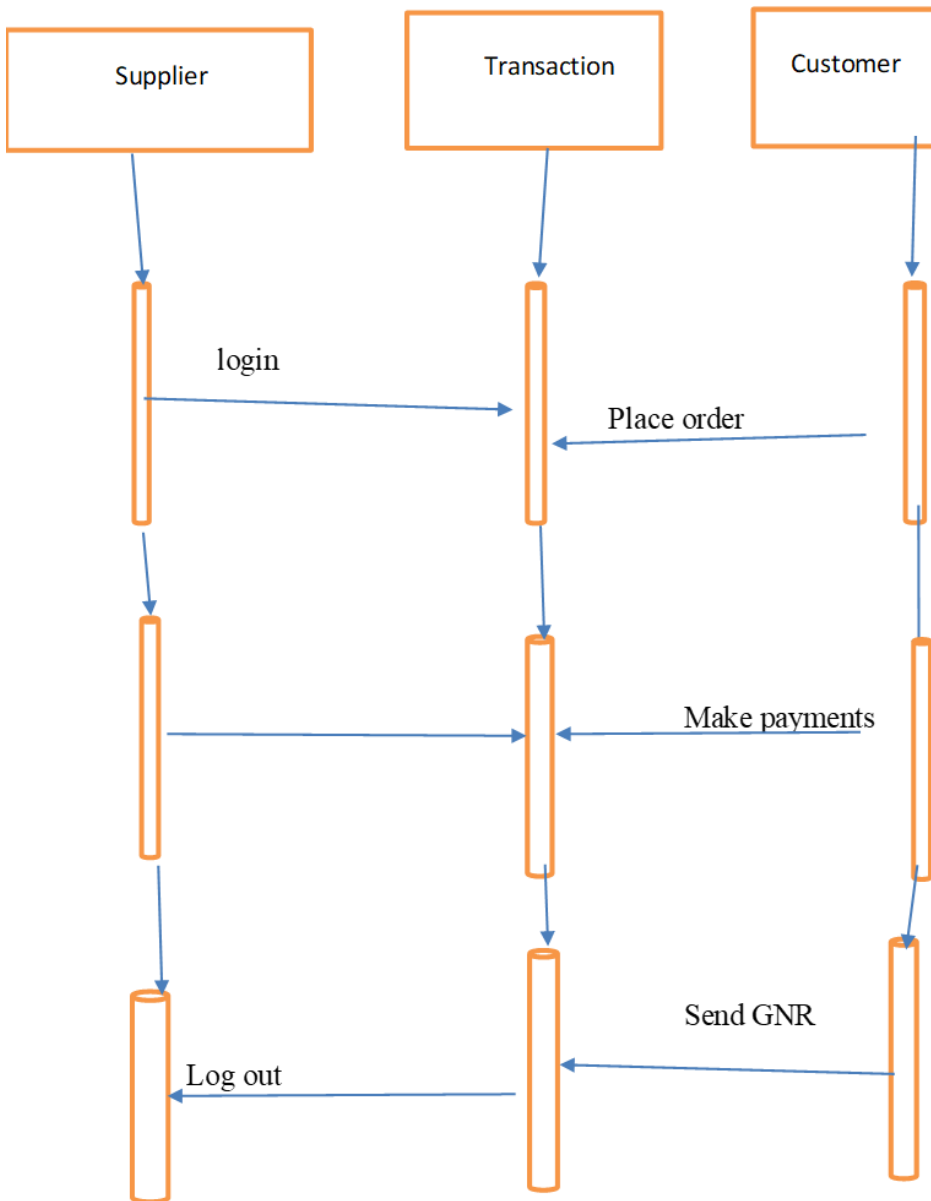 Supplier
Transaction
Customer
login
Place order
Make payments
Send GNR
Log out